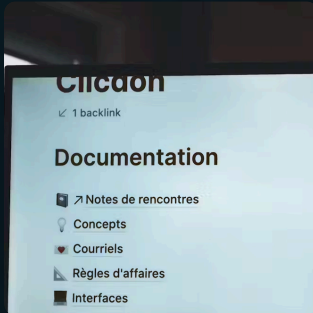 Clicdon
1 backlink
Documentation
Notes de rencontres
Concepts
Courriels
Règles d'affaires
Interfaces